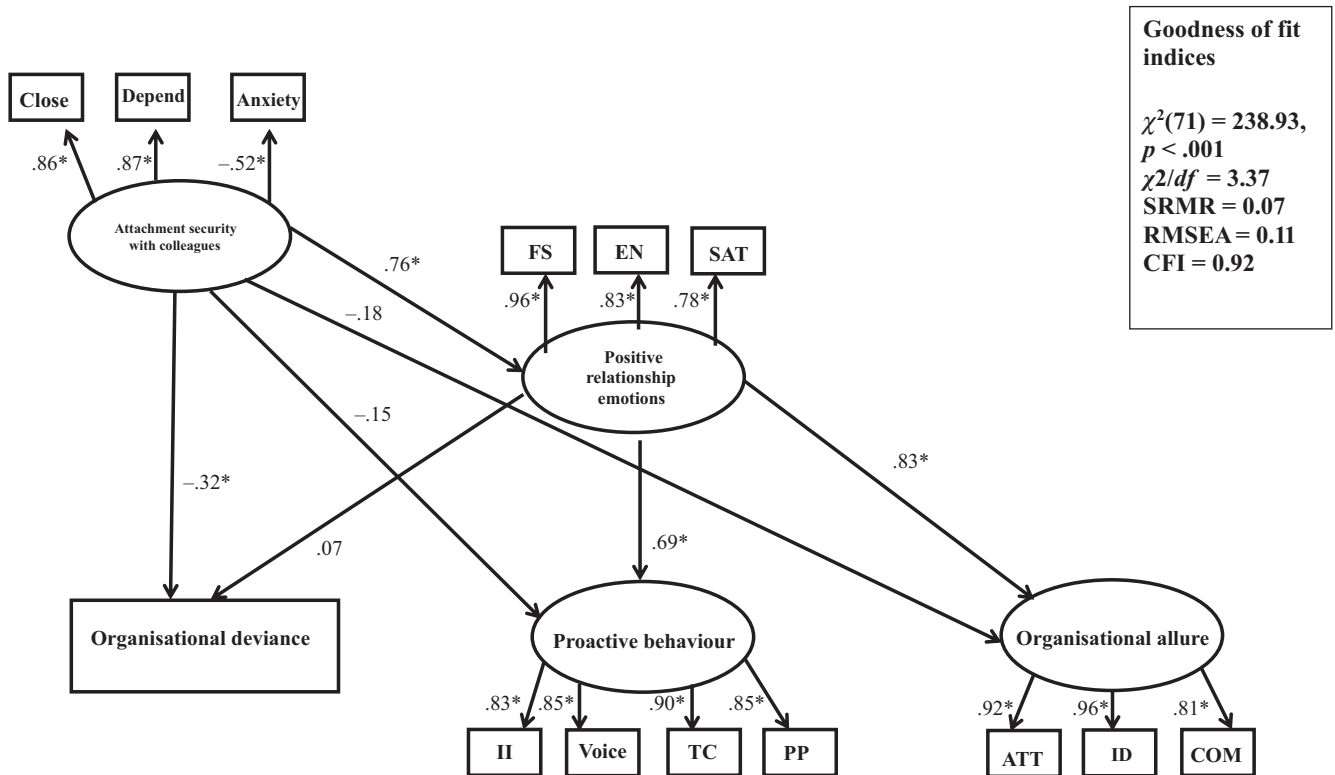 Goodness of fit
indices
χ²(71) = 238.93,
p < .001
χ2/df = 3.37
SRMR = 0.07
RMSEA = 0.11
CFI = 0.92
Close
Depend
Anxiety
.86*
.87*
–.52*
Attachment security
with colleagues
.76*
–.18
FS
EN
SAT
.96*
.83*
.78*
Positive
relationship
emotions
–.15
.83*
–.32*
.07
.69*
Organisational deviance
Proactive behaviour
Organisational allure
.83*
.85*
.90*
.85*
.92*
.96*
.81*
II
Voice
TC
PP
ATT
ID
COM